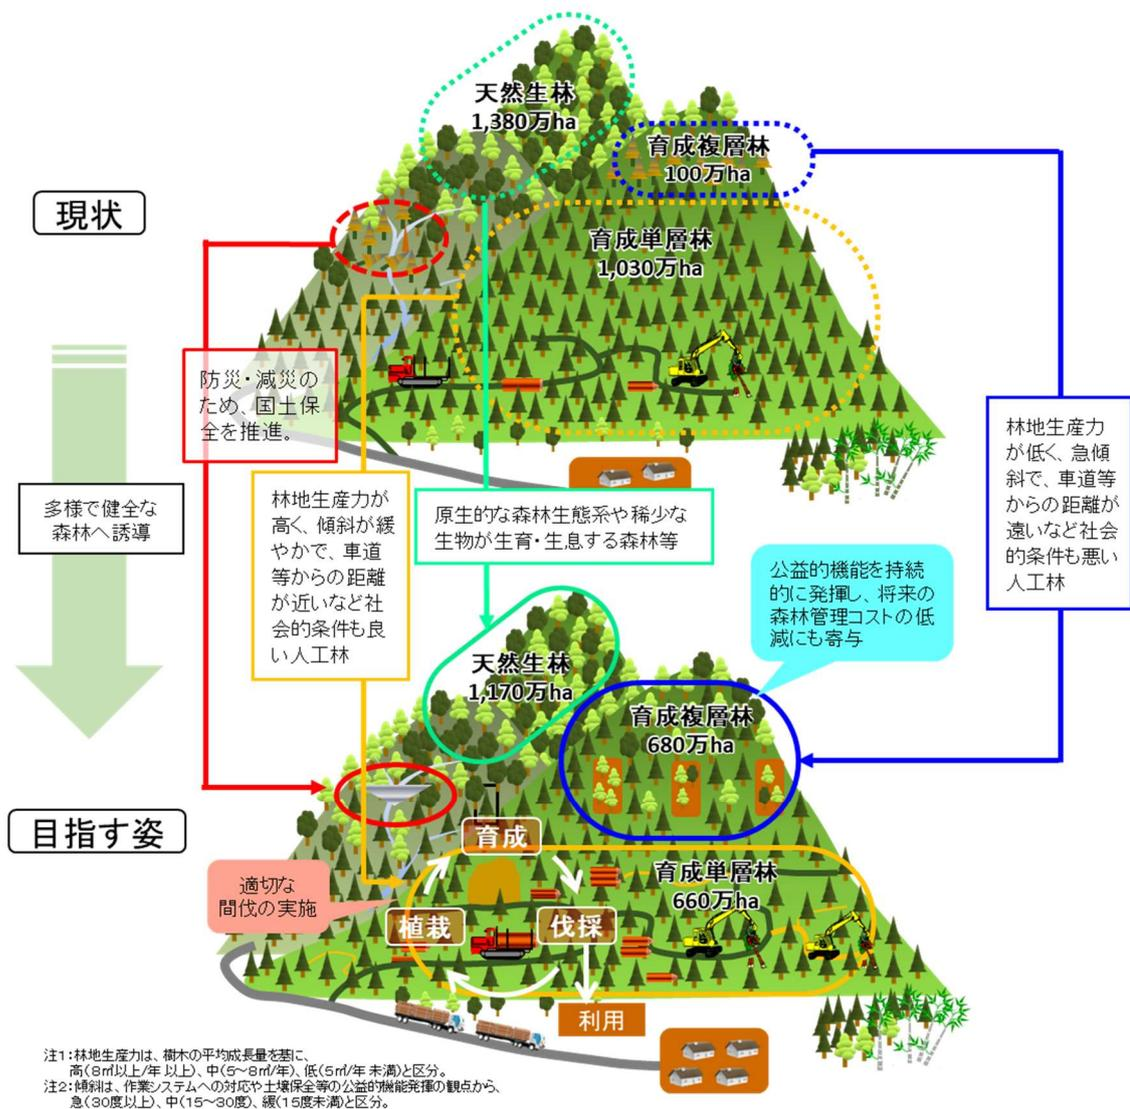 天然生林
1,380万ha
育成複層林
100万ha
現状
育成単層林
1,030万ha
防災・減災の
ため、国土保
全を推進。
林地生産力
が低く、急傾
斜で、車道等
からの距離が
遠いなど社会
的条件も悪い
人工林
多様で健全な
森林へ誘導
林地生産力が
高く、傾斜が緩
やかで、車道
等からの距離
が近いなど社
会的条件も良
い人工林
原生的な森林生態系や稀少な
生物が生育・生息する森林等
公益的機能を持続
的に発揮し、将来の
森林管理コストの低
減にも寄与
天然生林
1,170万ha
育成複層林
680万ha
目指す姿
育成
育成単層林
660万ha
適切な
間伐の実施
植栽
伐採
利用
注1：林地生産力は、樹木の平均成長量を基に、
高（8㎥以上/年 以上）、中（5～8㎥/年）、低（5㎥/年 未満）と区分。
注2：傾斜は、作業システムへの対応や土壌保全等の公益的機能発揮の観点から、
急（30度以上）、中（15～30度）、緩（15度未満）と区分。